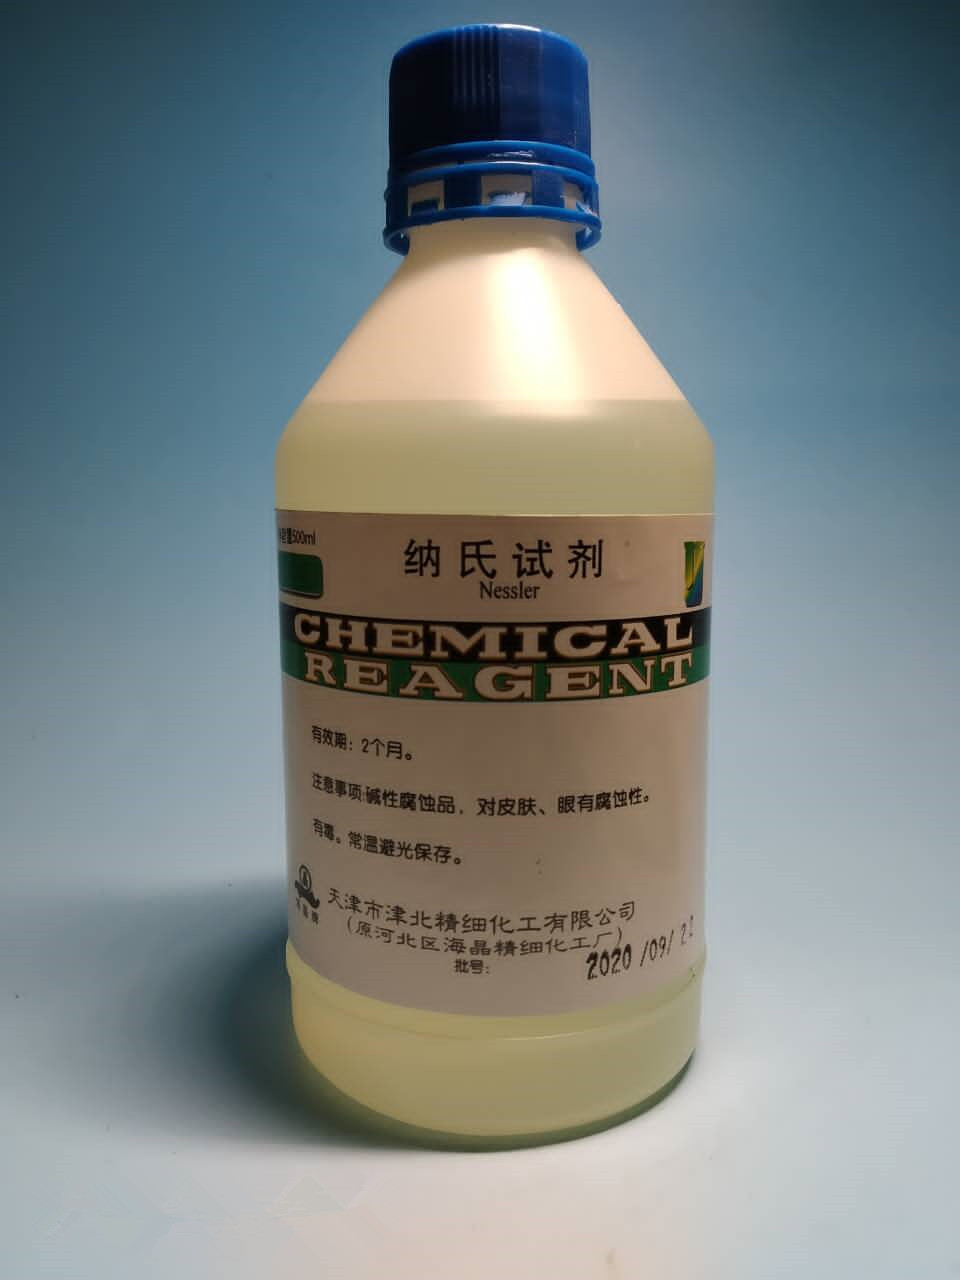 500ml
纳氏试剂
Nessler
CHEMICAL
REAGENT
有效期：2个月。
注意事项:碱性腐蚀品，对皮肤、眼有腐蚀性。
有毒。常温避光保存。
天津市津北精细化工有限公司
(原河北区海晶精细化工厂)
批号：
2020/09/22